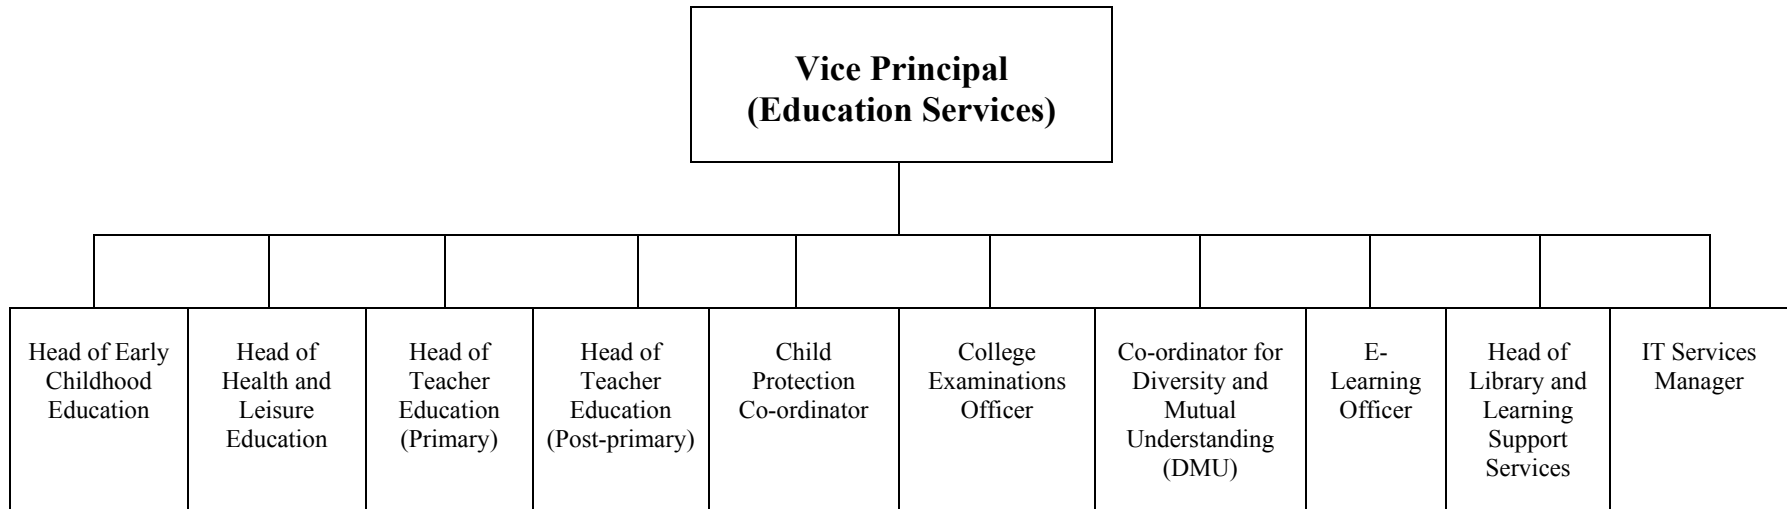 Vice Principal
(Education Services)
Head of Early
Childhood
Education
Head of
Health and
Leisure
Education
Head of
Teacher
Education
(Primary)
Head of
Teacher
Education
(Post-primary)
Child
Protection
Co-ordinator
College
Examinations
Officer
Co-ordinator for
Diversity and
Mutual
Understanding
(DMU)
E-
Learning
Officer
Head of
Library and
Learning
Support
Services
IT Services
Manager